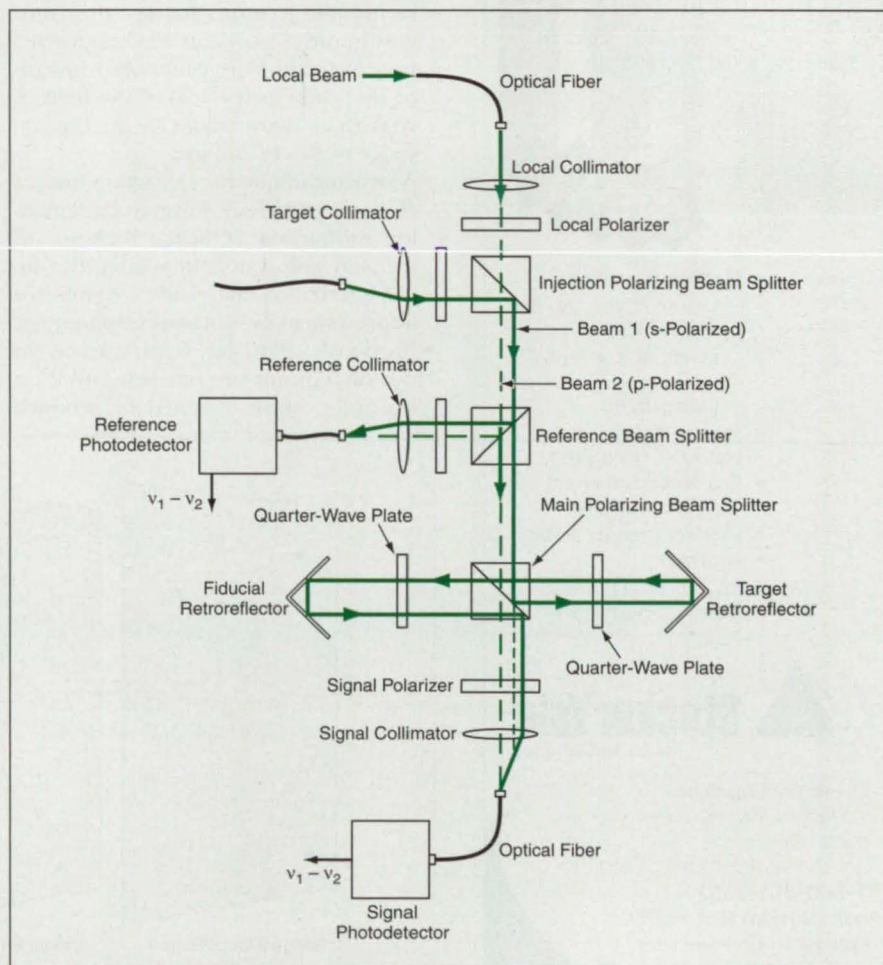 Local Beam
Optical Fiber
Local Collimator
Target Collimator
Local Polarizer
Injection Polarizing Beam Splitter
Beam 1 (s-Polarized)
Reference Collimator
Beam 2 (p-Polarized)
Reference
Photodetector
Reference Beam Splitter
ν₁ – ν₂
Quarter-Wave Plate
Main Polarizing Beam Splitter
Fiducial
Retroreflector
Target
Retroreflector
Quarter-Wave Plate
Signal Polarizer
Signal Collimator
Optical Fiber
ν₁ – ν₂
Signal
Photodetector